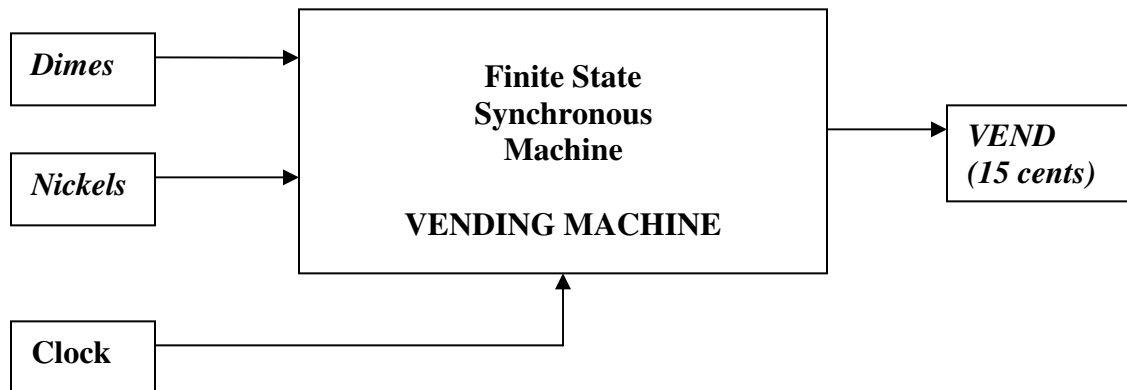 Dimes
Nickels
Clock
Finite State
Synchronous
Machine
VENDING MACHINE
VEND
(15 cents)